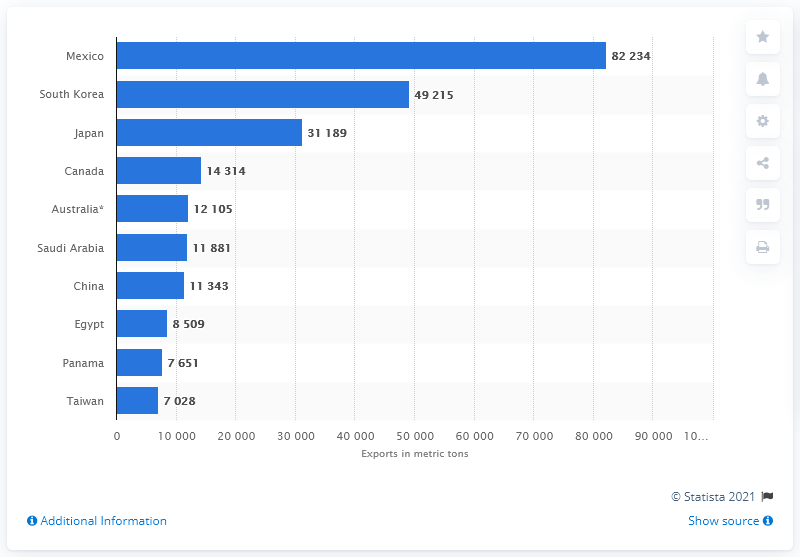 Mexico 82 234
South Korea 49 215
Japan 31 189
Canada 14 314
Australia* 12 105
Saudi Arabia 11 881
China 11 343
Egypt 8 509
Panama 7 651
Taiwan 7 028
0 10 000 20 000 30 000 40 000 50 000 60 000 70 000 80 000 90 000 10...
Exports in metric tons
© Statista 2021
Additional Information Show source